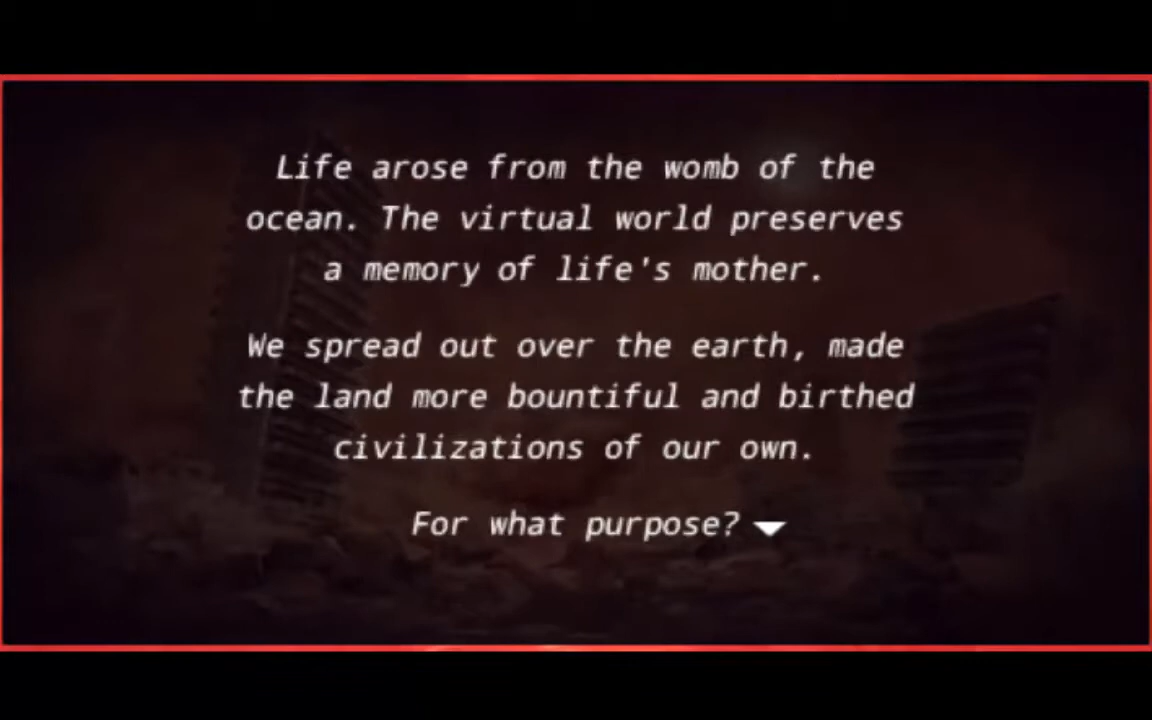 Life arose from the womb of the
ocean. The virtual world preserves
a memory of life's mother.
We spread out over the earth, made
the land more bountiful and birthed
civilizations of our own.
For what purpose?